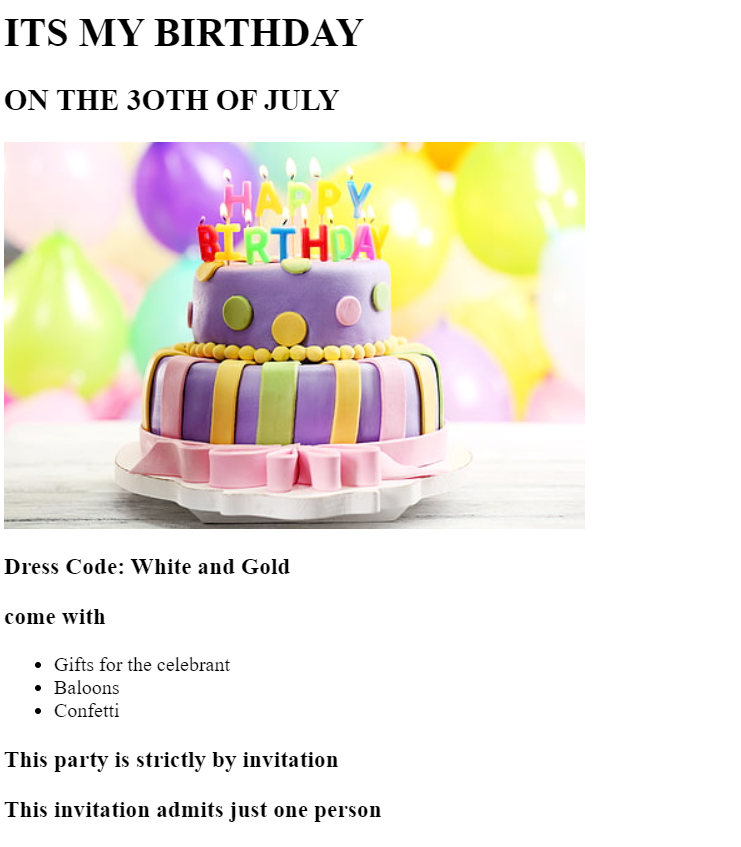 ITS MY BIRTHDAY
ON THE 3OTH OF JULY
HAPPY
BIRTHDAY
Dress Code: White and Gold
come with
Gifts for the celebrant
Baloons
Confetti
This party is strictly by invitation
This invitation admits just one person